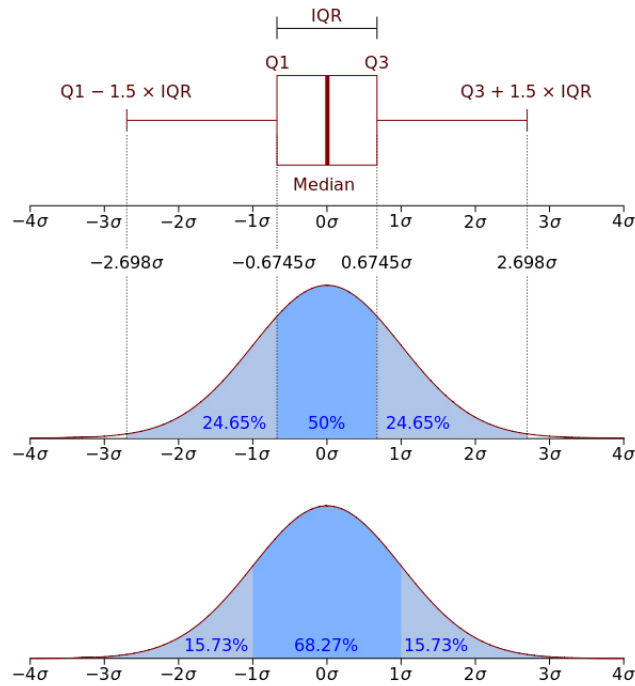 IQR
Q1 Q3
Q1 − 1.5 × IQR Q3 + 1.5 × IQR
Median
−4σ −3σ −2σ −1σ 0σ 1σ 2σ 3σ 4σ
−2.698σ −0.6745σ 0.6745σ 2.698σ
24.65% 50% 24.65%
−4σ −3σ −2σ −1σ 0σ 1σ 2σ 3σ 4σ
15.73% 68.27% 15.73%
−4σ −3σ −2σ −1σ 0σ 1σ 2σ 3σ 4σ